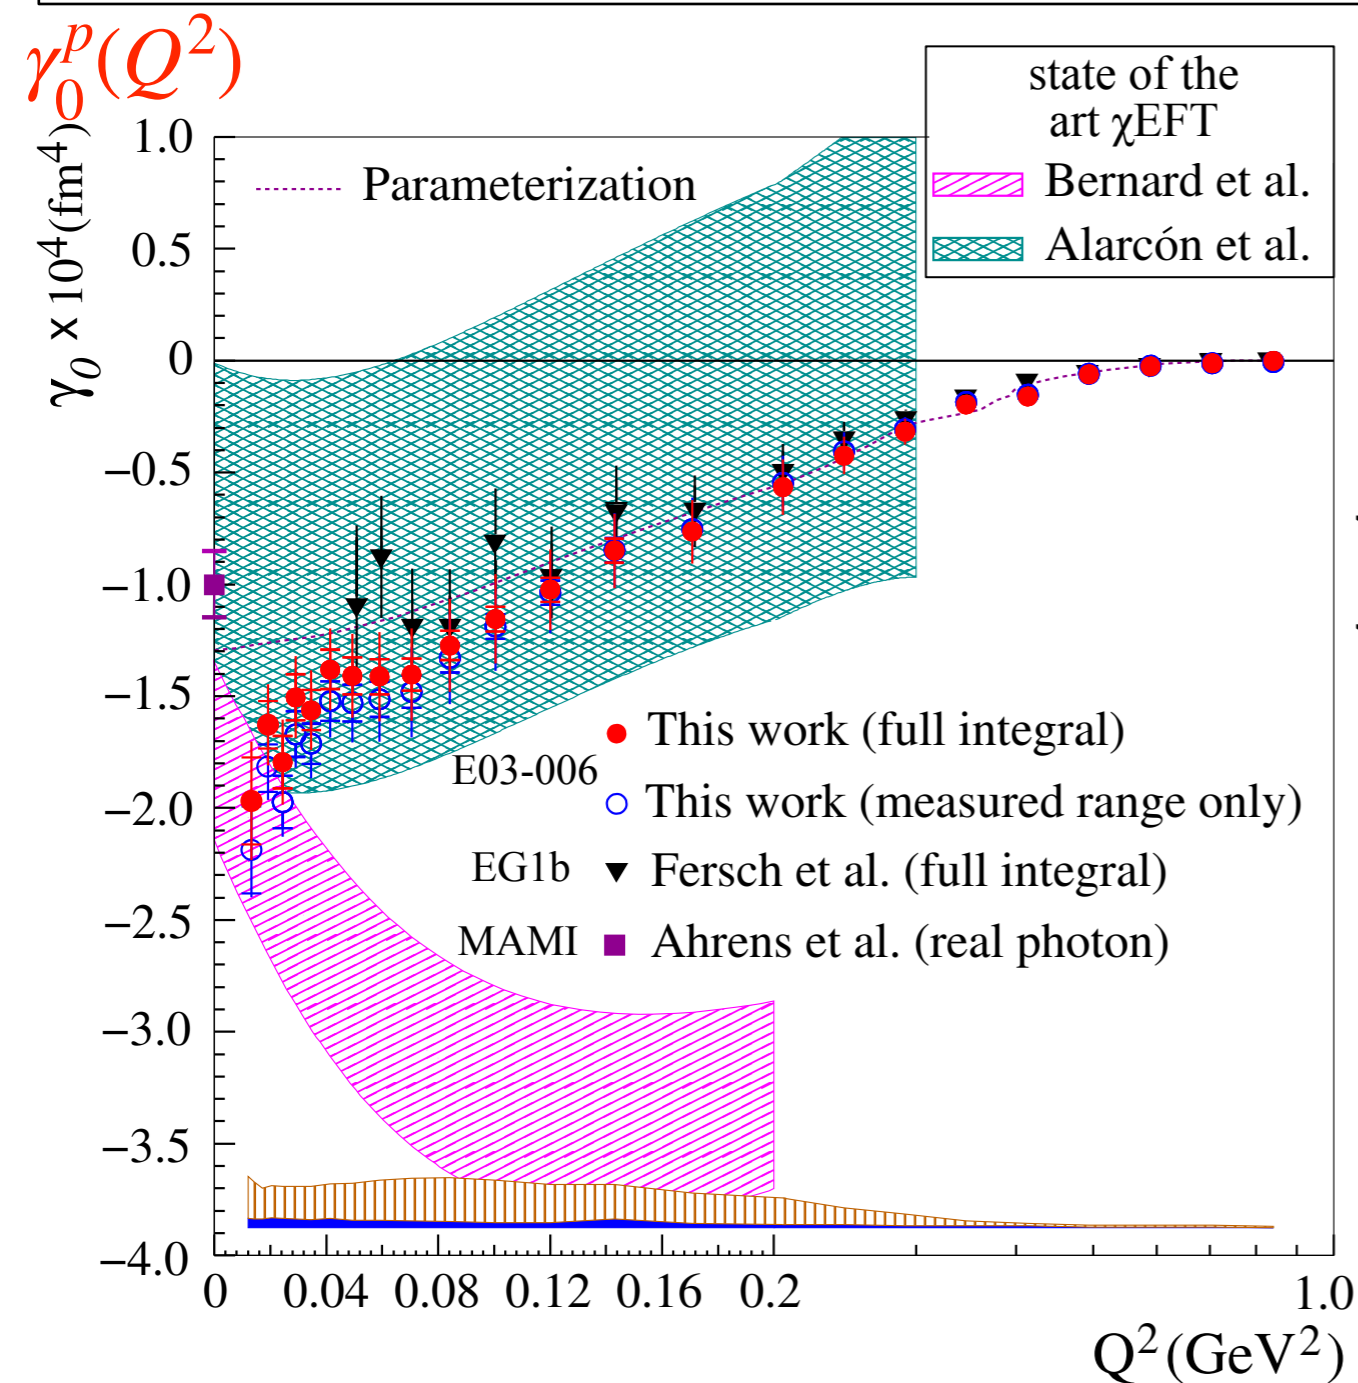 γ₀ᵖ(Q²)
γ₀ x 10⁴(fm⁴)
state of the
art χEFT
Bernard et al.
Alarcón et al.
Parameterization
1.0
0.5
0
−0.5
−1.0
−1.5
−2.0
−2.5
−3.0
−3.5
−4.0
E03-006
This work (full integral)
This work (measured range only)
EG1b
Fersch et al. (full integral)
MAMI
Ahrens et al. (real photon)
0 0.04 0.08 0.12 0.16 0.2 1.0
Q²(GeV²)